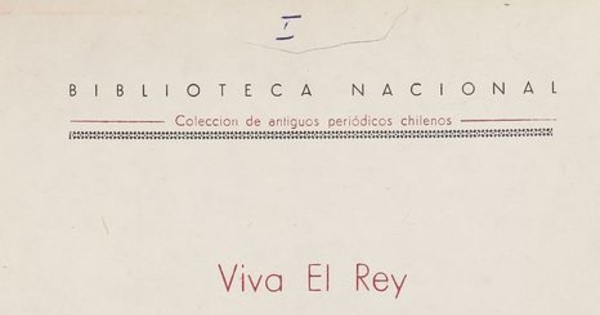 I
BIBLIOTECA NACIONAL
Coleccion de antiguos periódicos chilenos
Viva El Rey